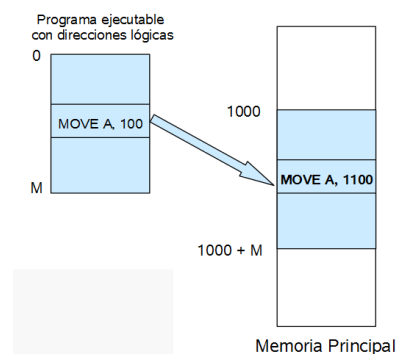 Programa ejecutable
con direcciones lógicas
0
MOVE A, 100
M
1000
MOVE A, 1100
1000 + M
Memoria Principal